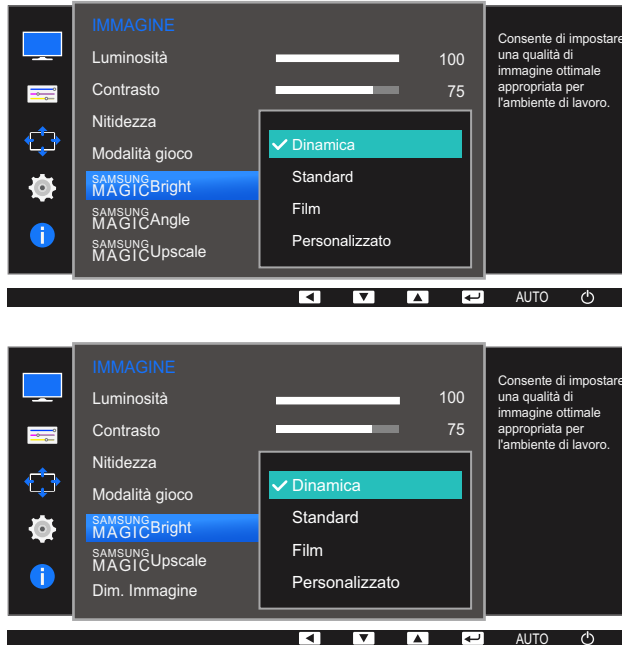 IMMAGINE
Luminosità 100
Contrasto 75
Nitidezza
Modalità gioco
SAMSUNG MAGICBright
SAMSUNG MAGICAngle
SAMSUNG MAGICUpscale
Dinamica
Standard
Film
Personalizzato
Consente di impostare
una qualità di
immagine ottimale
appropriata per
l'ambiente di lavoro.
AUTO
IMMAGINE
Luminosità 100
Contrasto 75
Nitidezza
Modalità gioco
SAMSUNG MAGICBright
SAMSUNG MAGICUpscale
Dim. Immagine
Dinamica
Standard
Film
Personalizzato
Consente di impostare
una qualità di
immagine ottimale
appropriata per
l'ambiente di lavoro.
AUTO